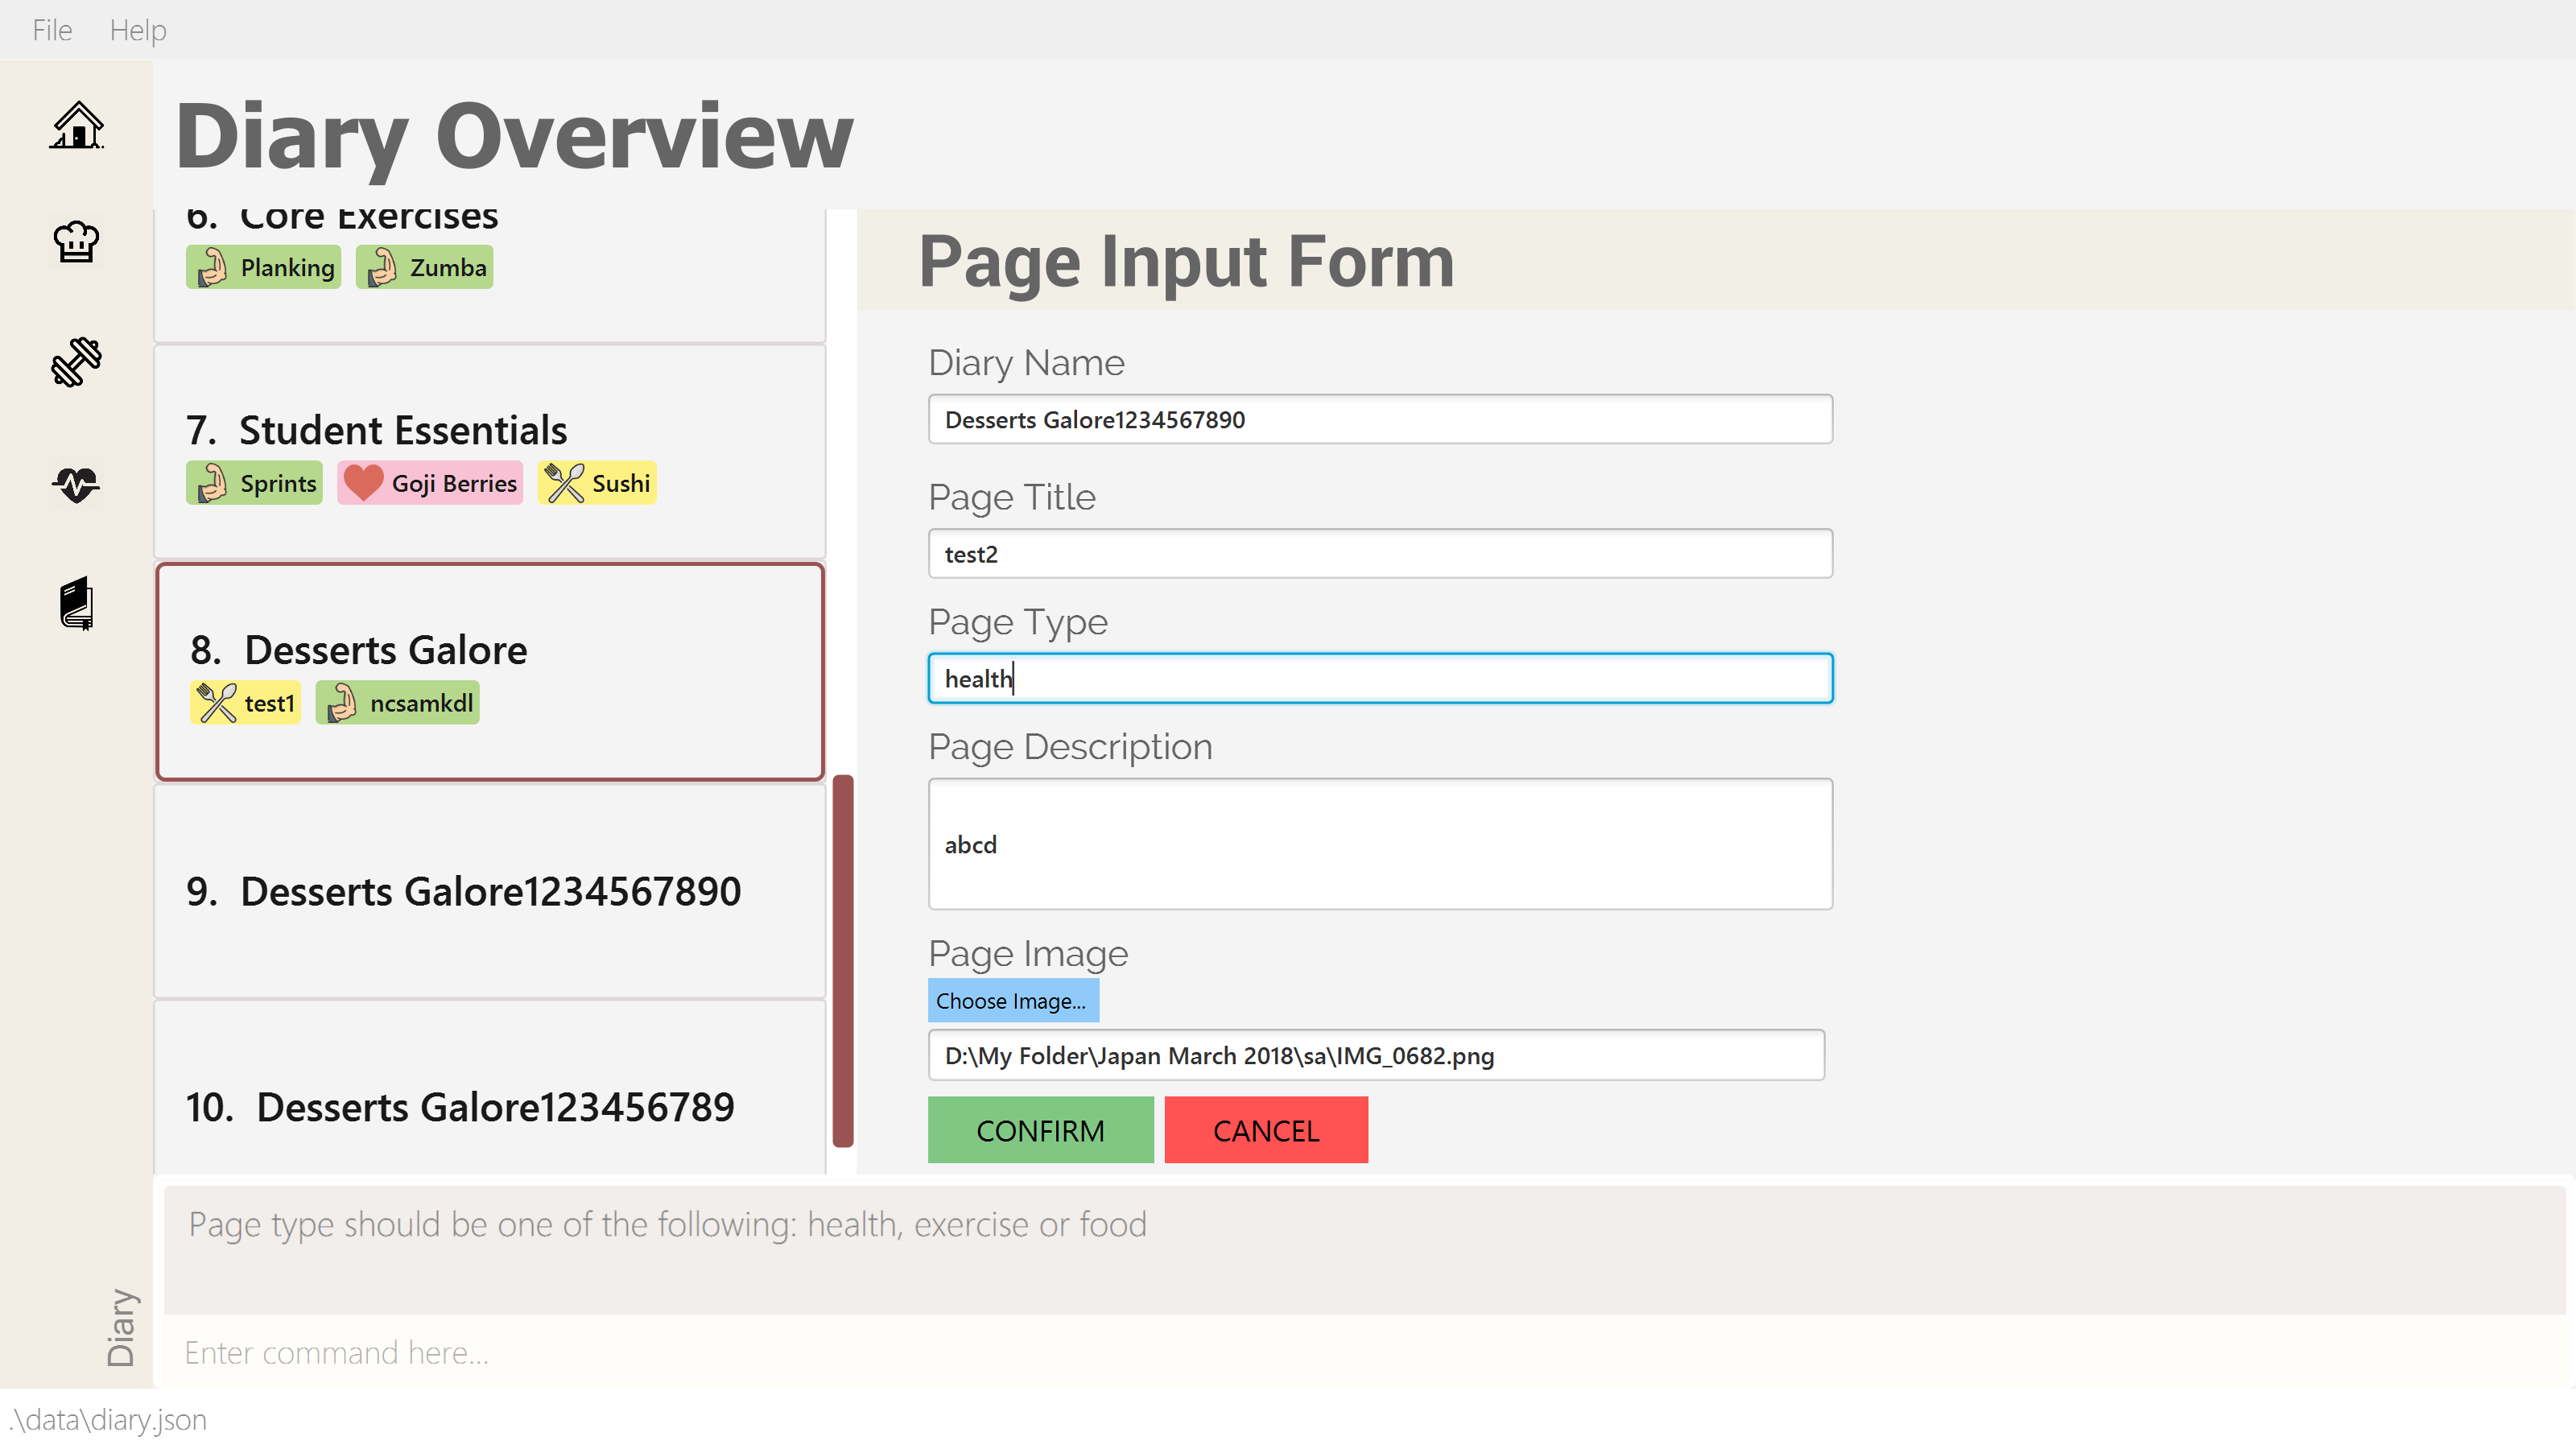 File Help
Diary Overview
6. Core Exercises
Planking Zumba
7. Student Essentials
Sprints Goji Berries Sushi
8. Desserts Galore
test1 ncsamkdl
9. Desserts Galore1234567890
10. Desserts Galore123456789
Page Input Form
Diary Name
Desserts Galore1234567890
Page Title
test2
Page Type
health
Page Description
abcd
Page Image
Choose Image...
D:\My Folder\Japan March 2018\sa\IMG_0682.png
CONFIRM CANCEL
Page type should be one of the following: health, exercise or food
Enter command here...
Diary
.\data\diary.json